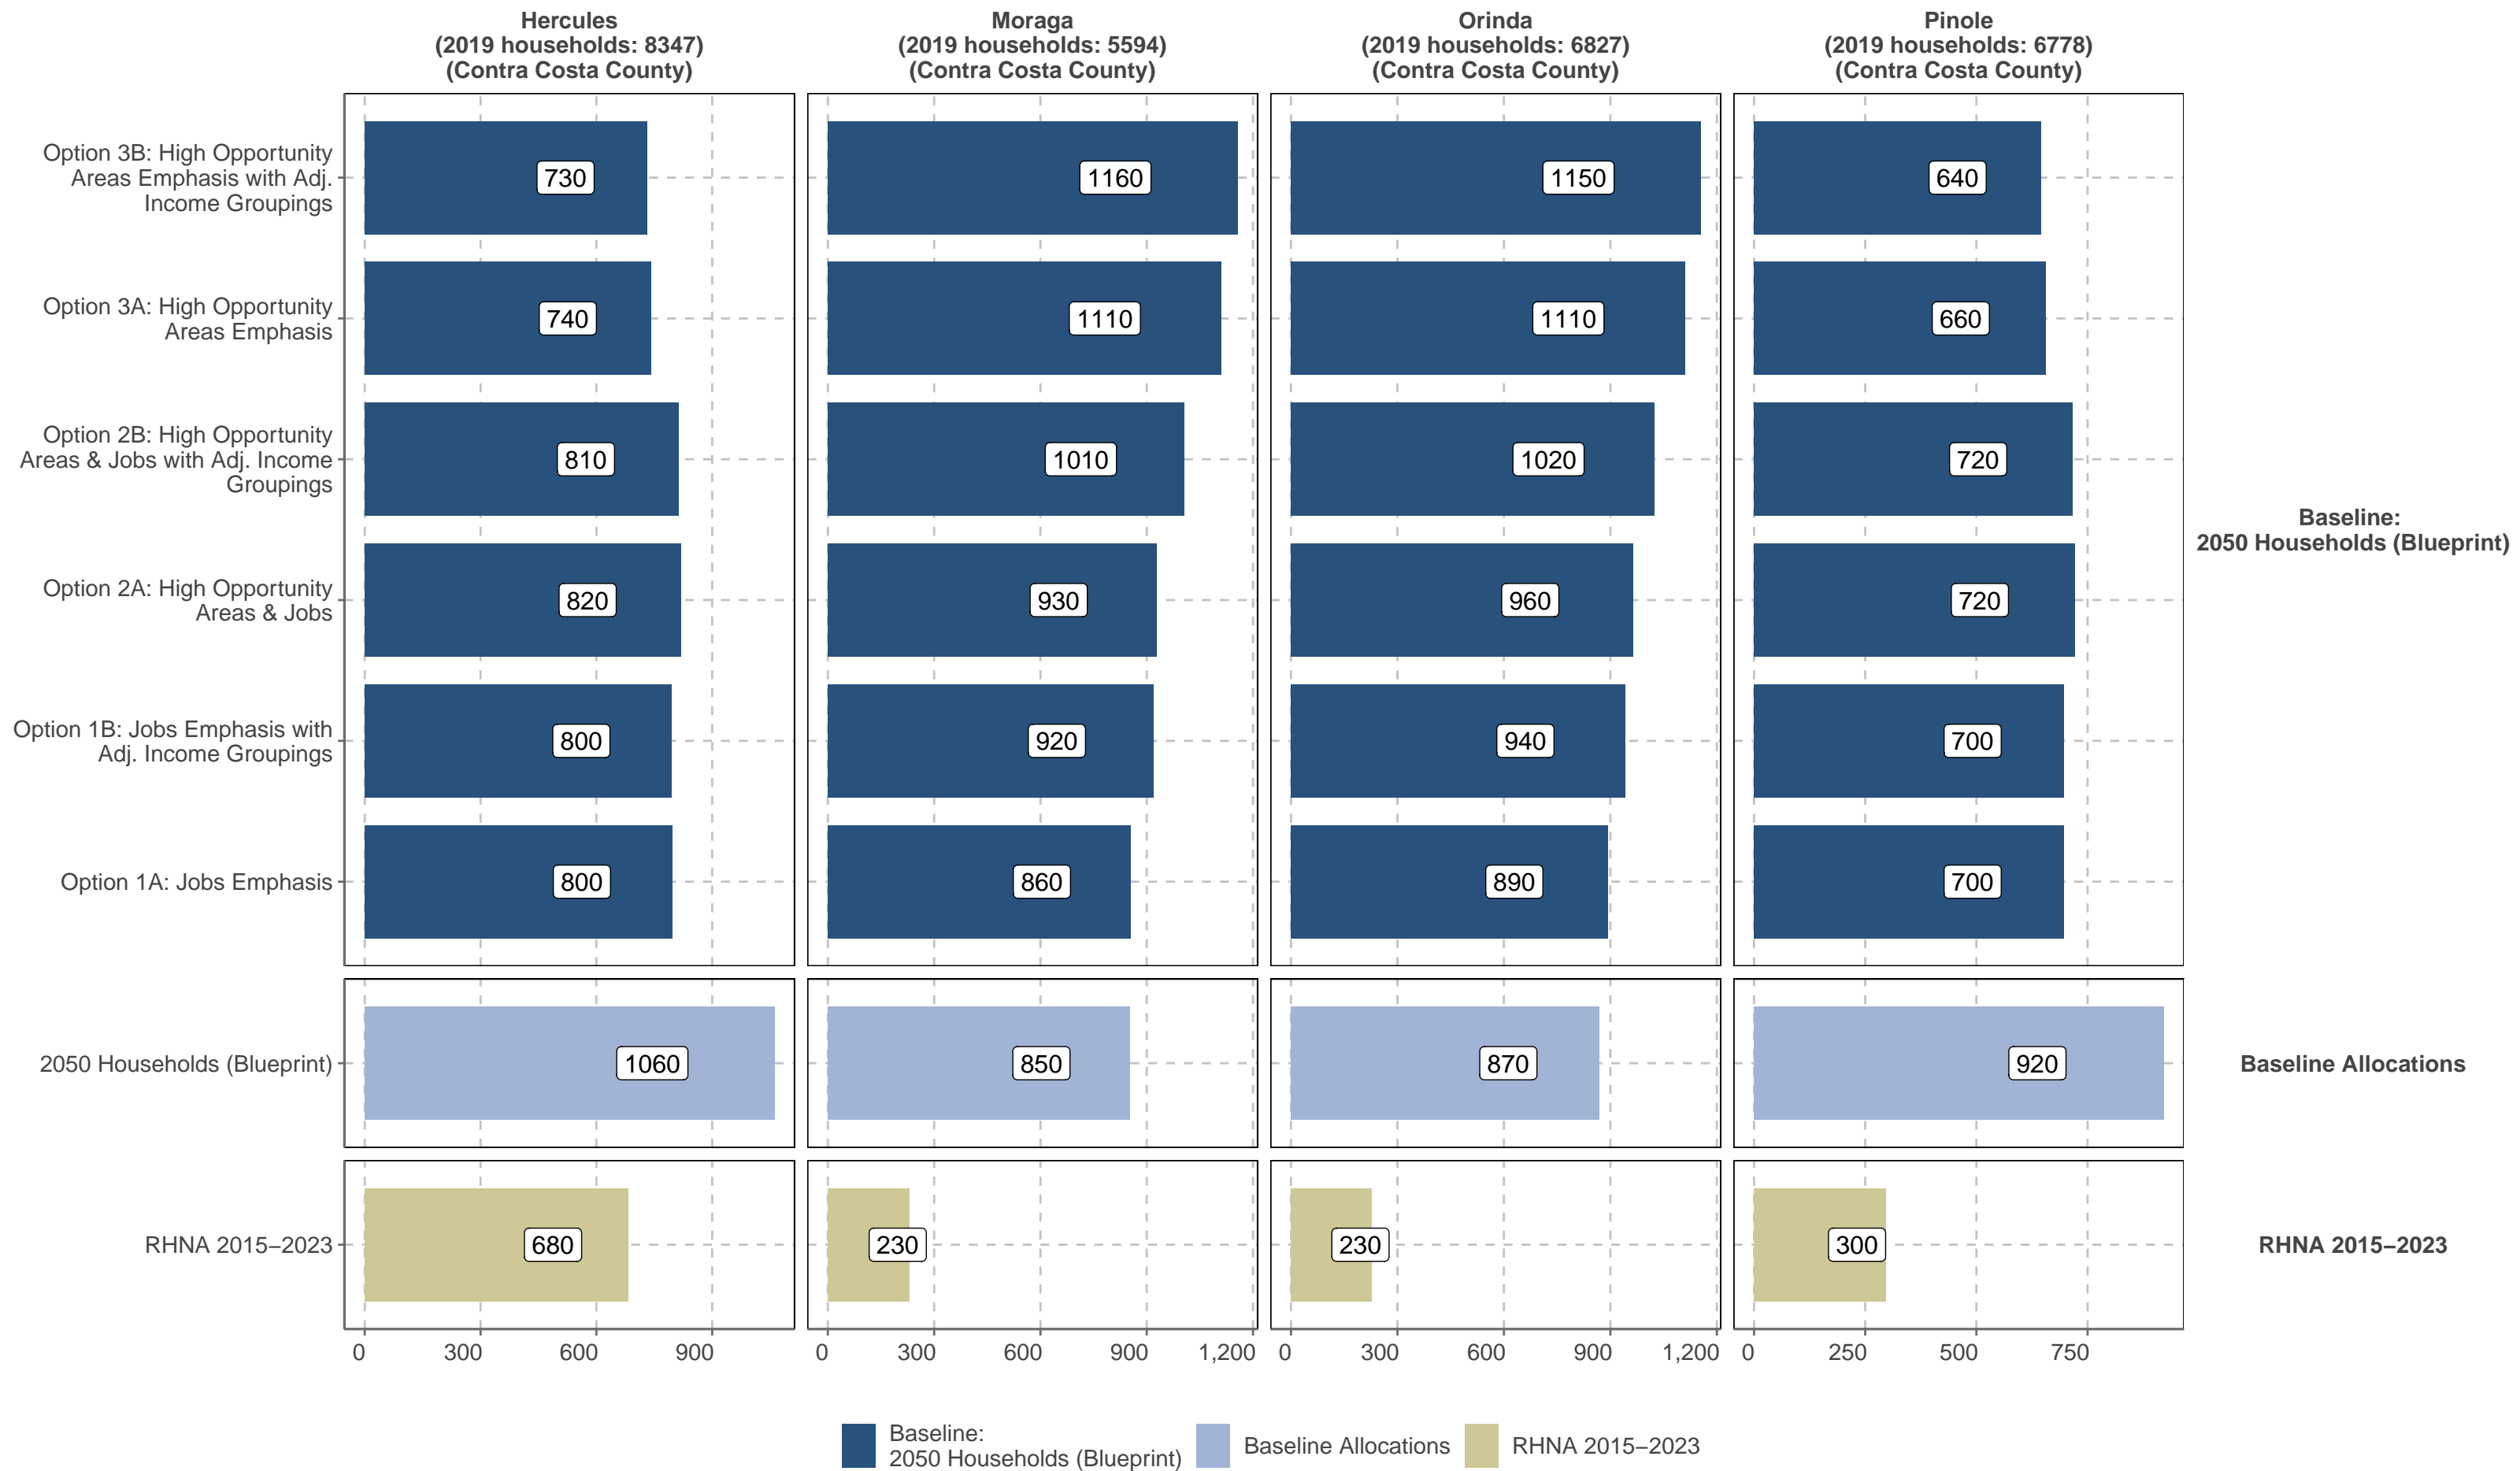 Hercules
(2019 households: 8347)
(Contra Costa County)
Moraga
(2019 households: 5594)
(Contra Costa County)
Orinda
(2019 households: 6827)
(Contra Costa County)
Pinole
(2019 households: 6778)
(Contra Costa County)
Option 3B: High Opportunity
Areas Emphasis with Adj.
Income Groupings
730
1160
1150
640
Option 3A: High Opportunity
Areas Emphasis
740
1110
1110
660
Option 2B: High Opportunity
Areas & Jobs with Adj. Income
Groupings
810
1010
1020
720
Baseline:
2050 Households (Blueprint)
Option 2A: High Opportunity
Areas & Jobs
820
930
960
720
Option 1B: Jobs Emphasis with
Adj. Income Groupings
800
920
940
700
Option 1A: Jobs Emphasis
800
860
890
700
2050 Households (Blueprint)
1060
850
870
920
Baseline Allocations
RHNA 2015−2023
680
230
230
300
RHNA 2015−2023
0 300 600 900
0 300 600 900 1,200
0 300 600 900 1,200
0 250 500 750
Baseline:
2050 Households (Blueprint)
Baseline Allocations
RHNA 2015−2023